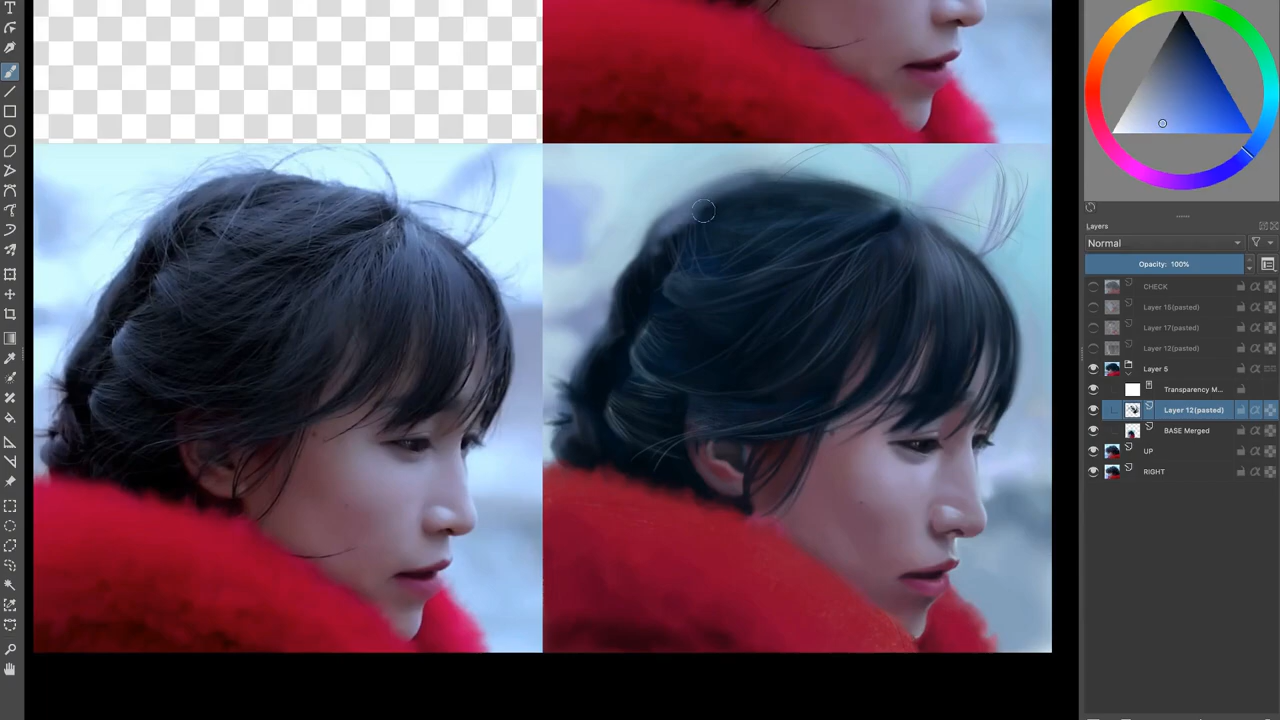 Layers
Normal
Opacity: 100%
CHECK
Layer 15(pasted)
Layer 17(pasted)
Layer 12(pasted)
Layer 5
Transparency M...
Layer 12(pasted)
BASE Merged
UP
RIGHT